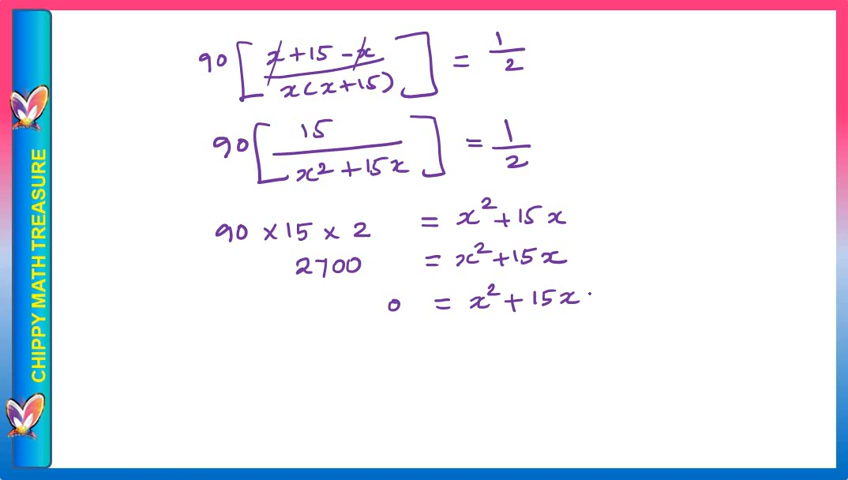 90 [ x+15-x / x(x+15) ] = 1/2
90 [ 15 / x²+15x ] = 1/2
90 × 15 × 2 = x²+15x
2700 = x²+15x
0 = x²+15x
CHIPPY MATH TREASURE